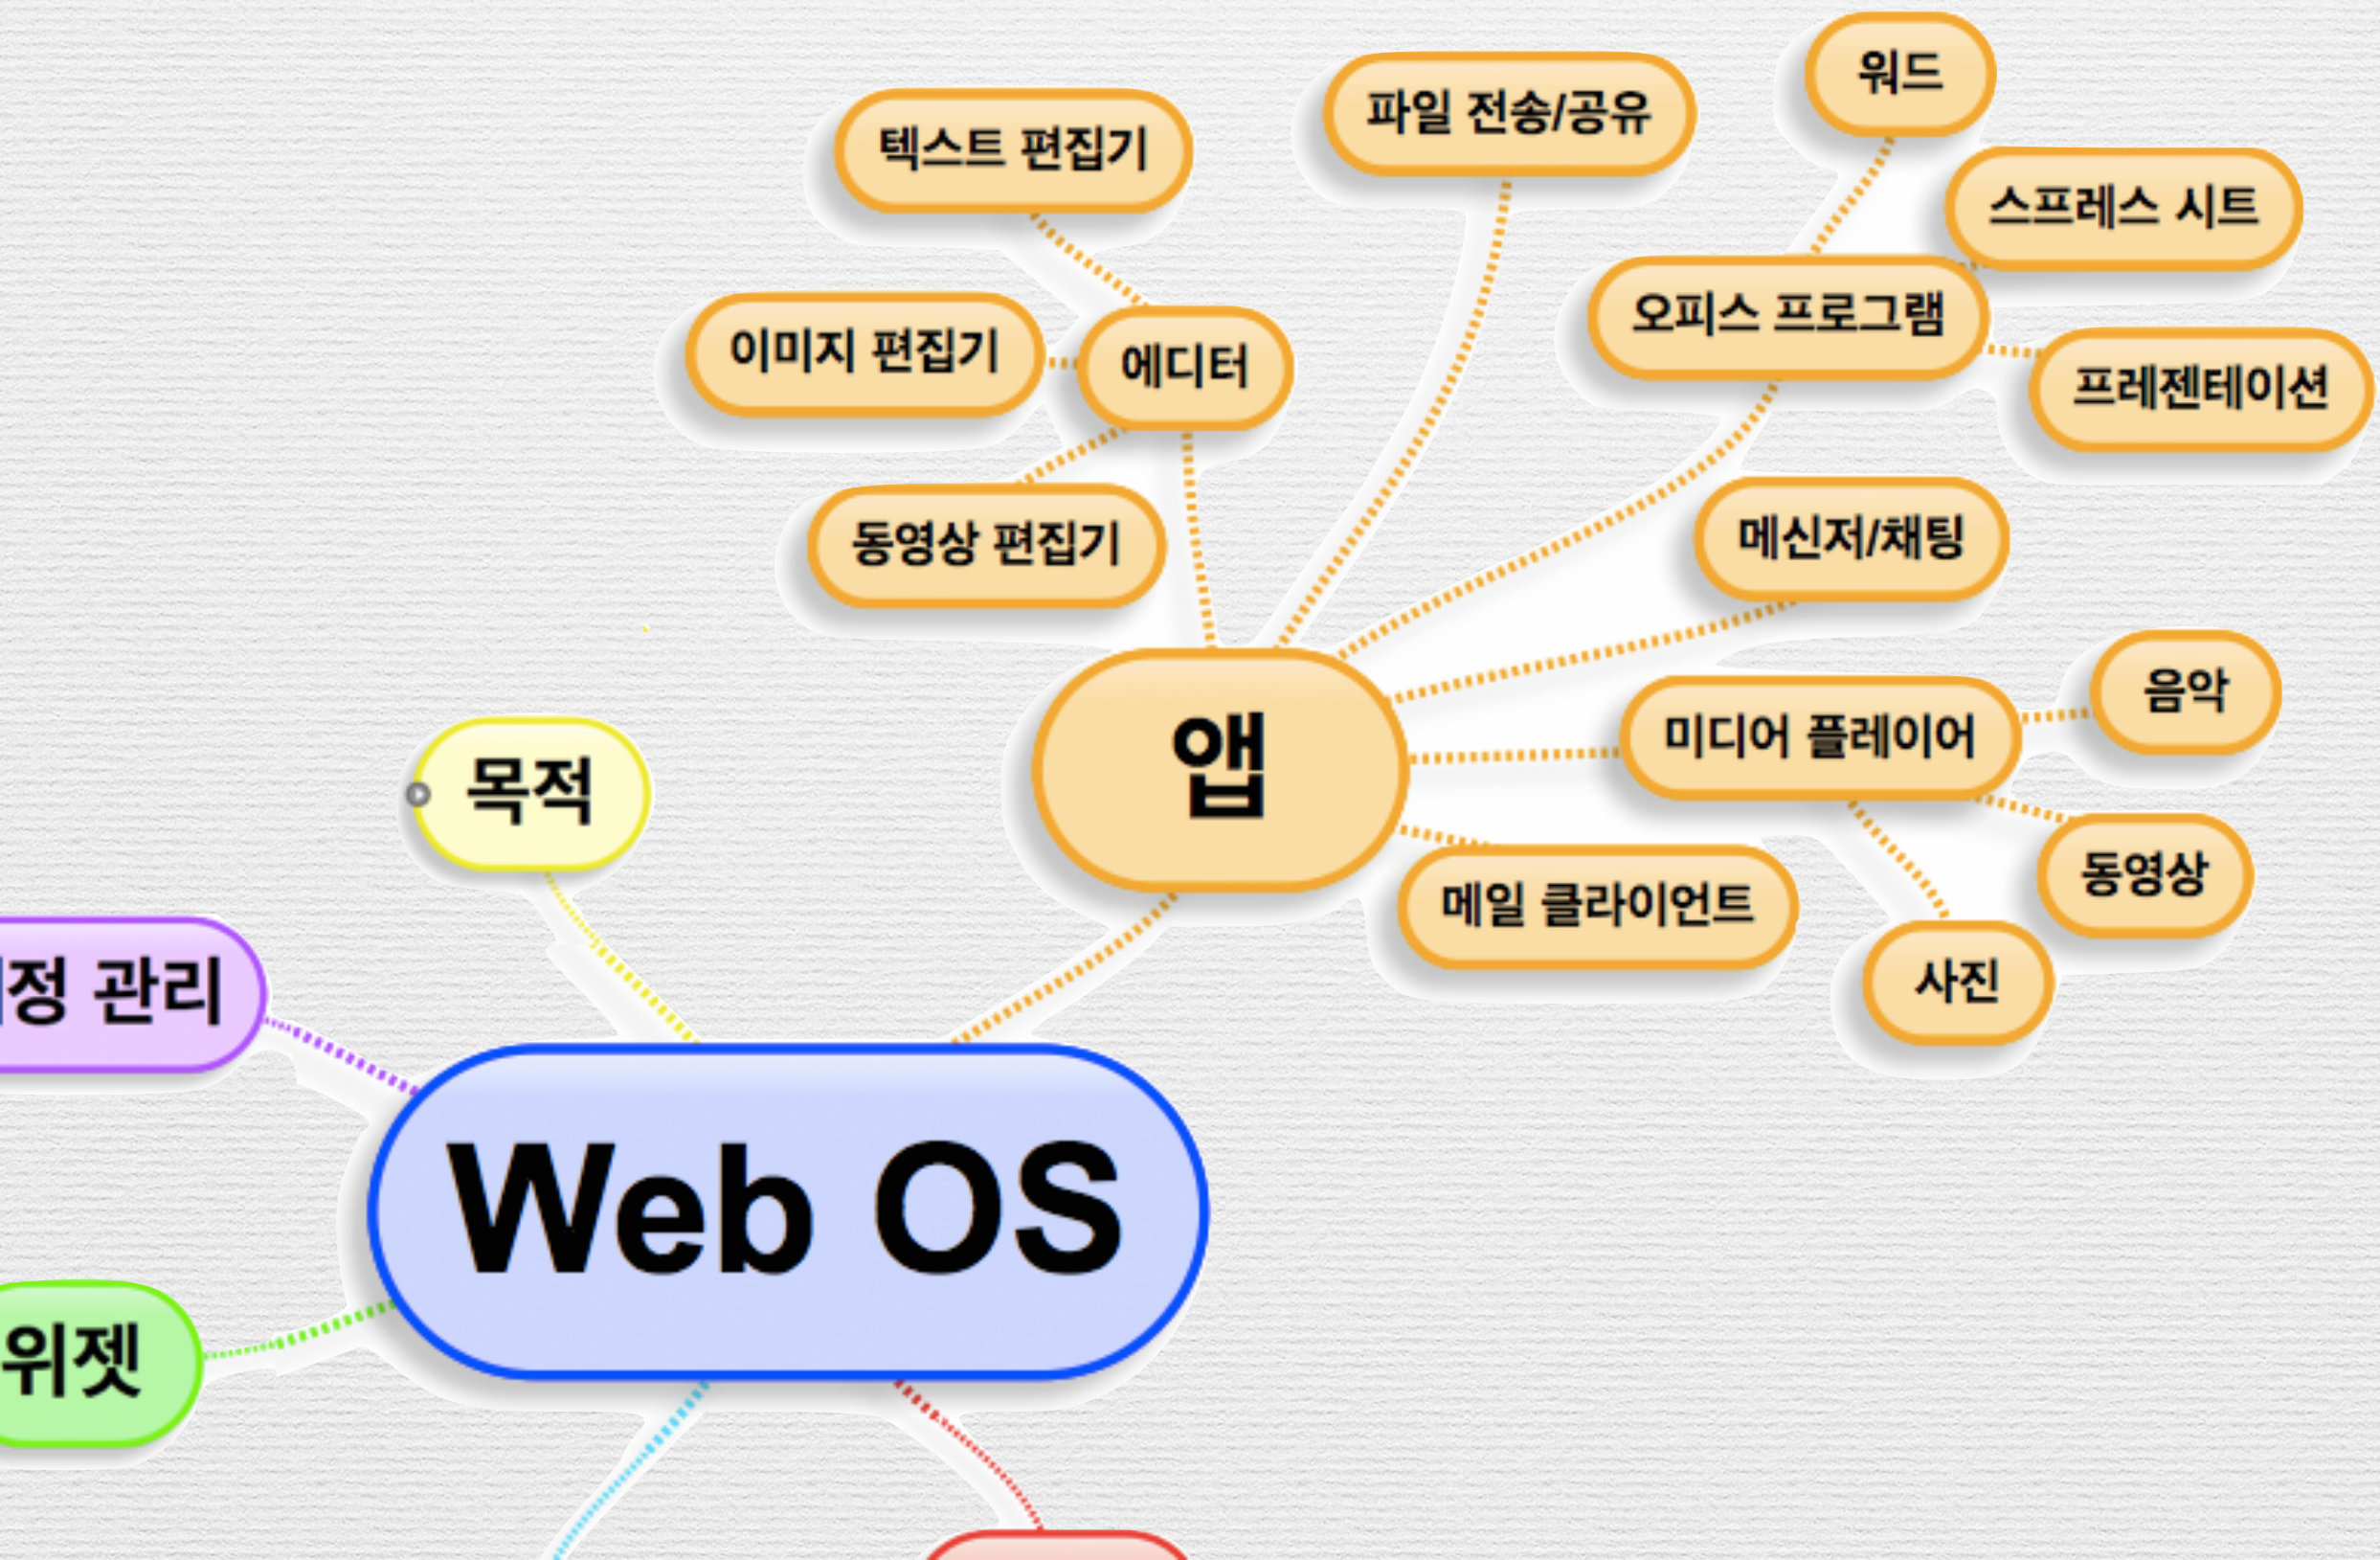 워드
파일 전송/공유
텍스트 편집기
스프레스 시트
오피스 프로그램
이미지 편집기
에디터
프레젠테이션
동영상 편집기
메신저/채팅
음악
미디어 플레이어
앱
목적
동영상
메일 클라이언트
사진
관리
Web OS
위젯